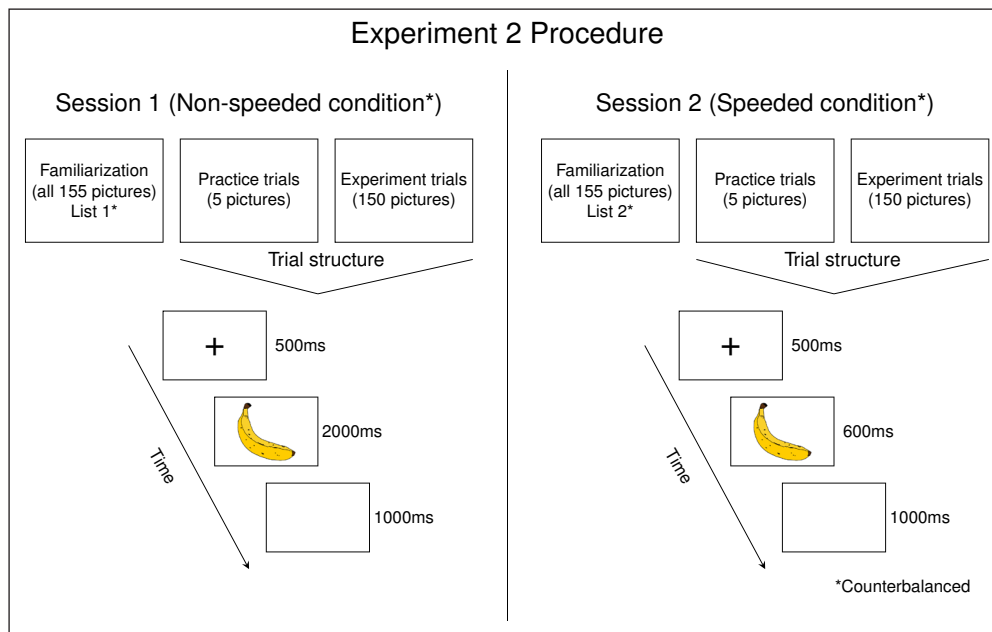 Experiment 2 Procedure
Session 1 (Non-speeded condition*)
Familiarization
(all 155 pictures)
List 1*
Practice trials
(5 pictures)
Experiment trials
(150 pictures)
Trial structure
+
500ms
2000ms
1000ms
Time
Session 2 (Speeded condition*)
Familiarization
(all 155 pictures)
List 2*
Practice trials
(5 pictures)
Experiment trials
(150 pictures)
Trial structure
+
500ms
600ms
1000ms
Time
*Counterbalanced